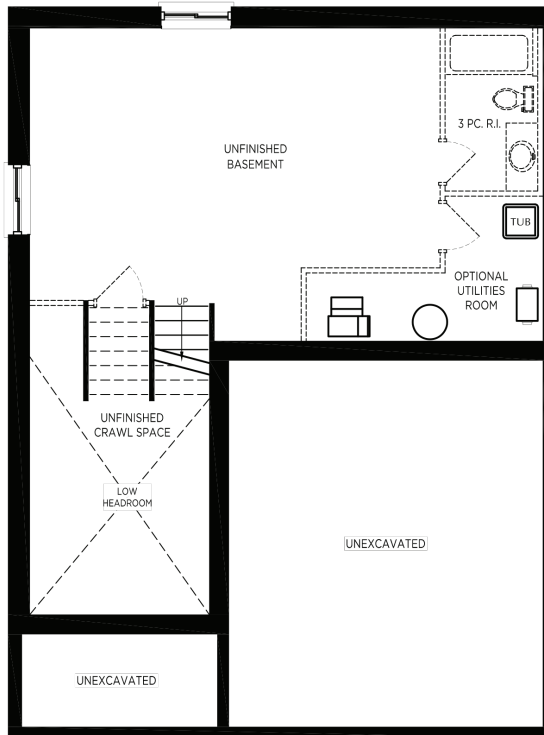 3 PC. R.I.
UNFINISHED
BASEMENT
TUB
OPTIONAL
UTILITIES
ROOM
UP
UNFINISHED
CRAWL SPACE
LOW
HEADROOM
UNEXCAVATED
UNEXCAVATED